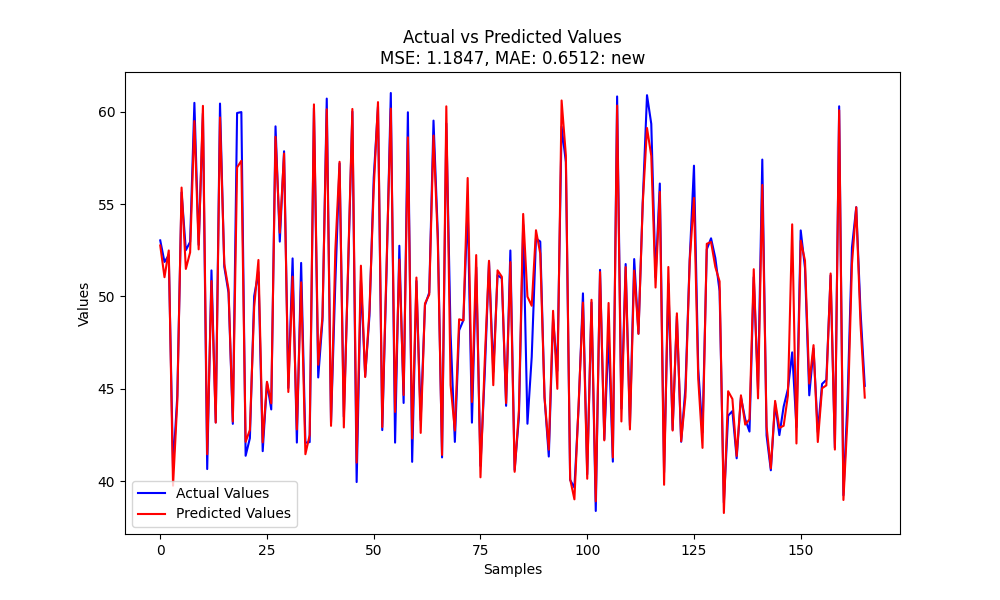 Actual vs Predicted Values
MSE: 1.1847, MAE: 0.6512: new
60
55
50
45
40
Values
Actual Values
Predicted Values
0
25
50
75
100
125
150
Samples